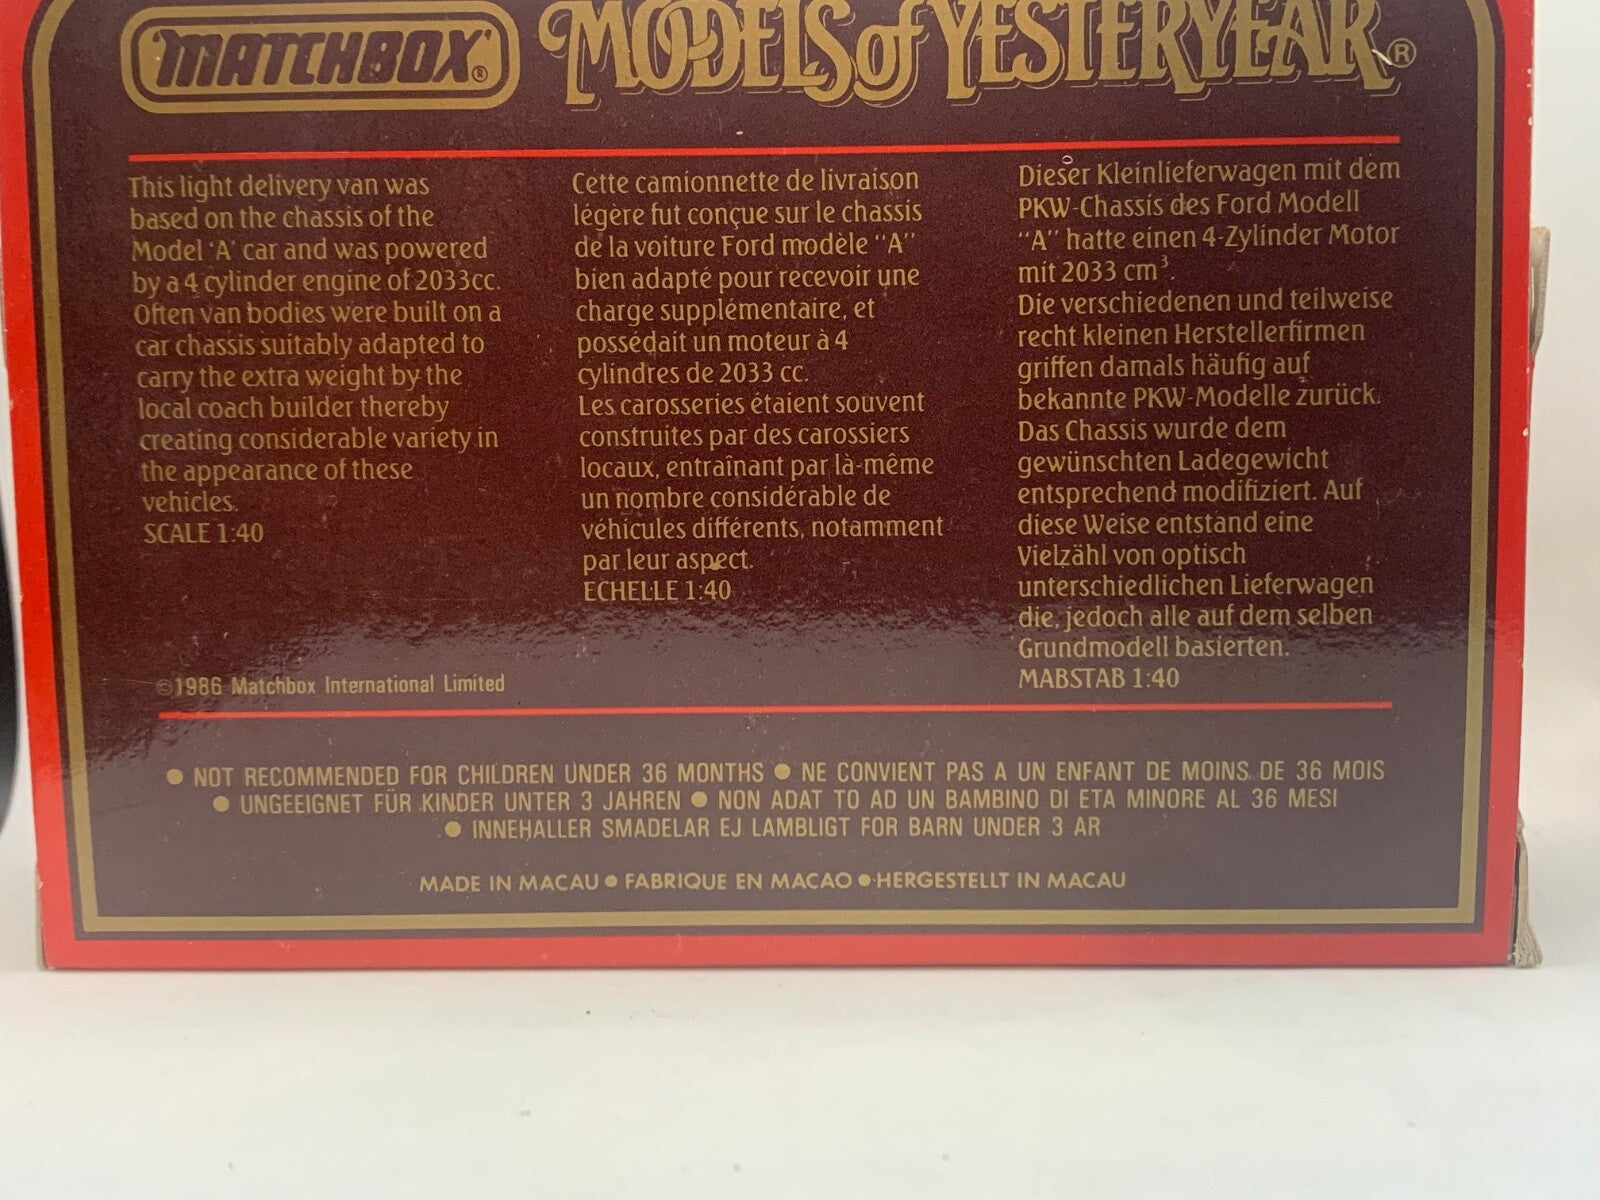 MATCHBOX® MODELS of YESTERYEAR®
This light delivery van was
based on the chassis of the
Model 'A' car and was powered
by a 4 cylinder engine of 2033cc.
Often van bodies were built on a
car chassis suitably adapted to
carry the extra weight by the
local coach builder thereby
creating considerable variety in
the appearance of these
vehicles.
SCALE 1:40
©1986 Matchbox International Limited
Cette camionnette de livraison
légère fut conçue sur le chassis
de la voiture Ford modèle "A"
bien adapté pour recevoir une
charge supplémentaire, et
possédait un moteur à 4
cylindres de 2033 cc.
Les carosseries étaient souvent
construites par des carossiers
locaux, entraînant par là-même
un nombre considérable de
véhicules différents, notamment
par leur aspect.
ECHELLE 1:40
Dieser Kleinlieferwagen mit dem
PKW-Chassis des Ford Modell
"A" hatte einen 4-Zylinder Motor
mit 2033 cm³.
Die verschiedenen und teilweise
recht kleinen Herstellerfirmen
griffen damals häufig auf
bekannte PKW-Modelle zurück.
Das Chassis wurde dem
gewünschten Ladegewicht
entsprechend modifiziert. Auf
diese Weise entstand eine
Vielzähl von optisch
unterschiedlichen Lieferwagen
die, jedoch alle auf dem selben
Grundmodell basierten.
MABSTAB 1:40
● NOT RECOMMENDED FOR CHILDREN UNDER 36 MONTHS ● NE CONVIENT PAS A UN ENFANT DE MOINS DE 36 MOIS
● UNGEEIGNET FÜR KINDER UNTER 3 JAHREN ● NON ADAT TO AD UN BAMBINO DI ETA MINORE AL 36 MESI
● INNEHALLER SMADELAR EJ LAMBLIGT FOR BARN UNDER 3 AR
MADE IN MACAU ● FABRIQUE EN MACAO ● HERGESTELLT IN MACAU